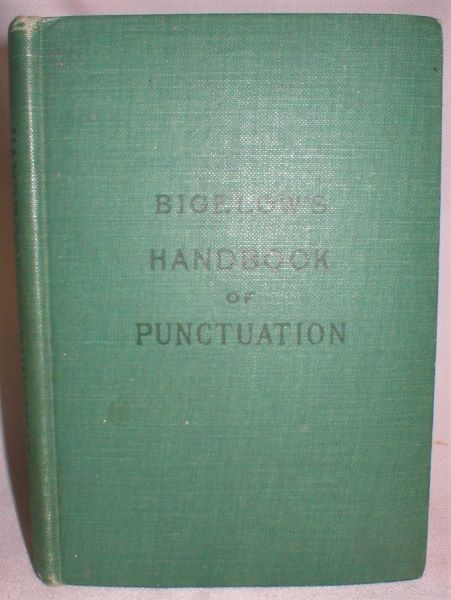 BIGELOW'S
HANDBOOK
OF
PUNCTUATION